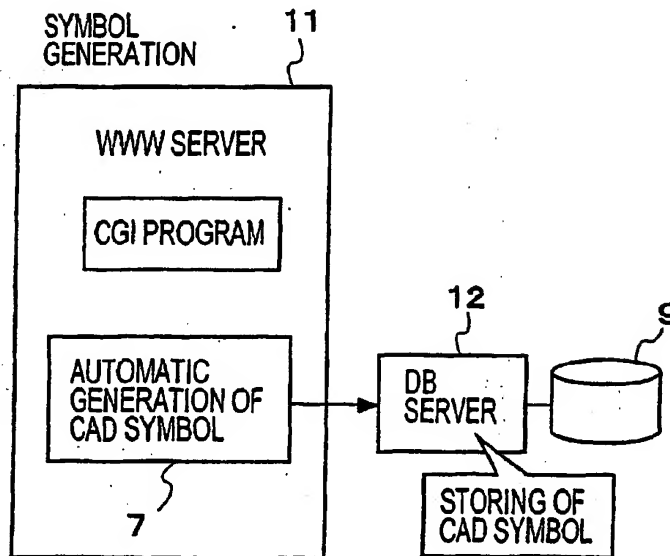 SYMBOL
GENERATION
11
WWW SERVER
CGI PROGRAM
AUTOMATIC
GENERATION OF
CAD SYMBOL
7
12
DB
SERVER
9
STORING OF
CAD SYMBOL